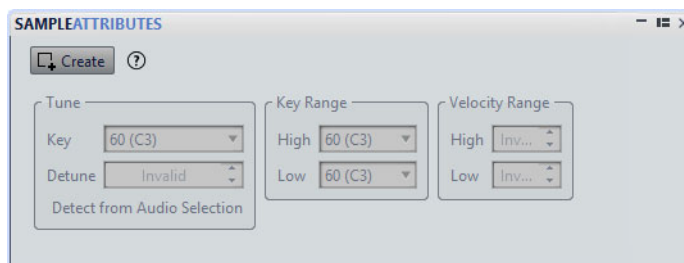 SAMPLEATTRIBUTES
Create ?
Tune
Key 60 (C3)
Detune Invalid
Detect from Audio Selection
Key Range
High 60 (C3)
Low 60 (C3)
Velocity Range
High Inv...
Low Inv...